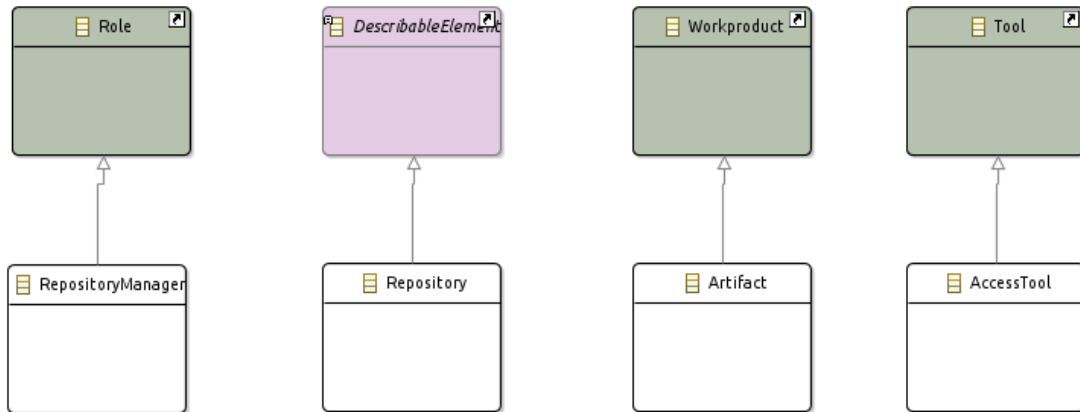 Role
DescribableElement
Workproduct
Tool
RepositoryManager
Repository
Artifact
AccessTool